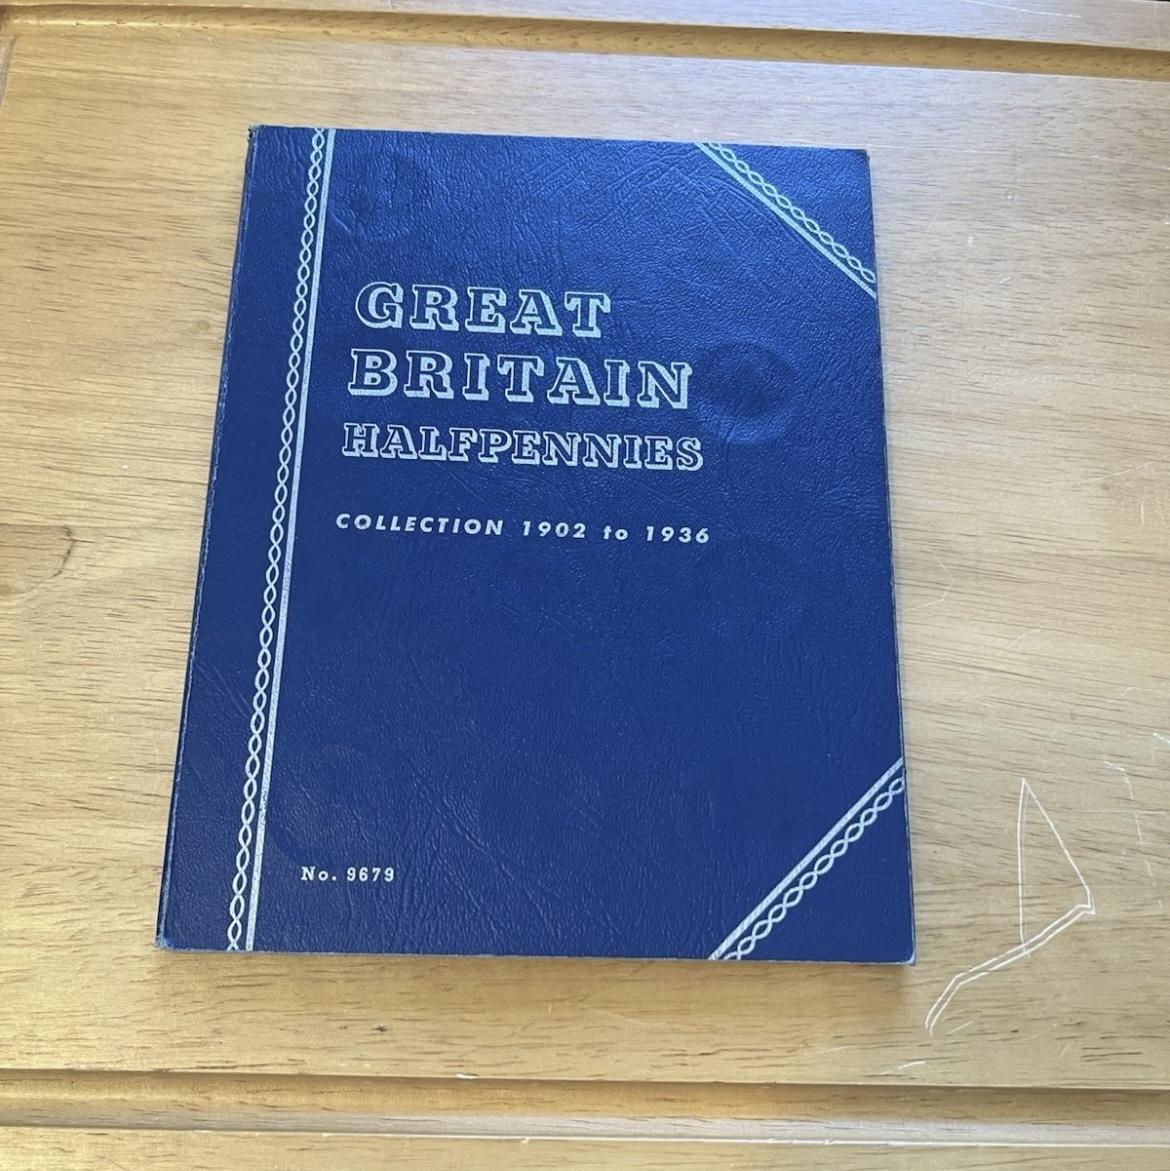 GREAT
BRITAIN
HALFPENNIES
COLLECTION 1902 to 1936
No. 9679